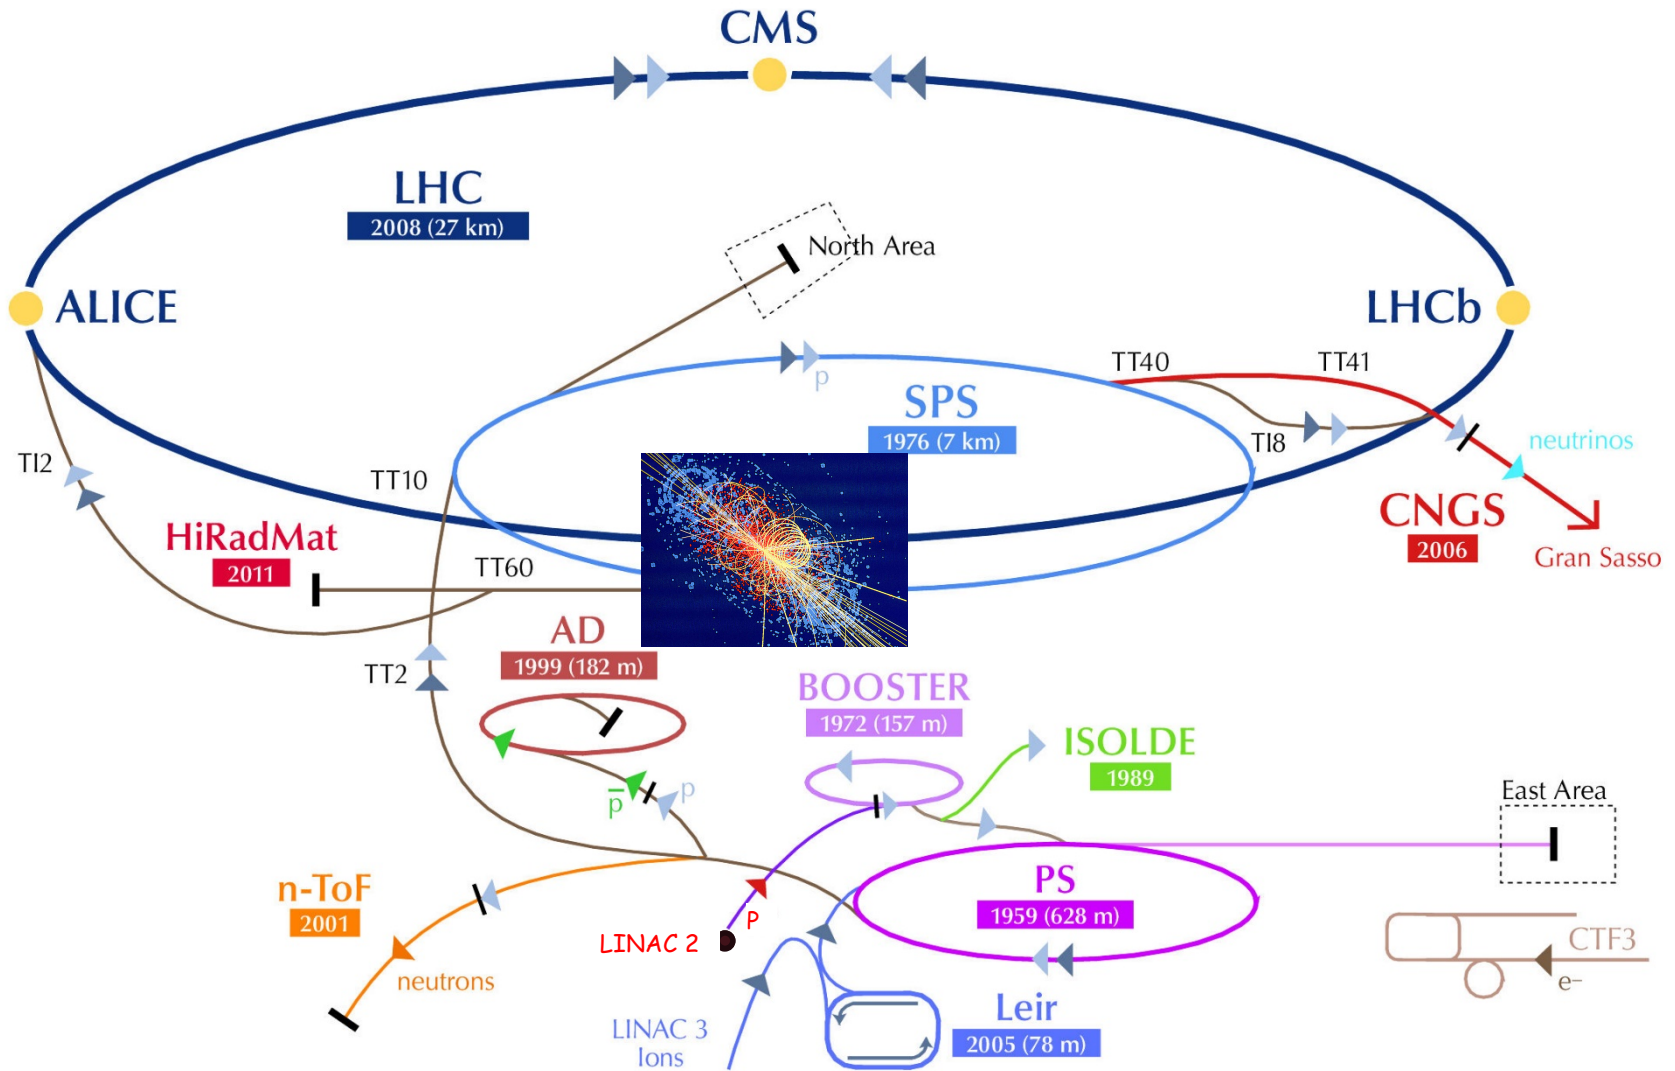 CMS
LHC
2008 (27 km)
North Area
ALICE
LHCb
TT40
TT41
p
SPS
1976 (7 km)
TI8
neutrinos
TI2
TT10
CNGS
2006
Gran Sasso
HiRadMat
2011
TT60
AD
1999 (182 m)
TT2
BOOSTER
1972 (157 m)
ISOLDE
1989
p̅
p
East Area
n-ToF
2001
PS
1959 (628 m)
P
LINAC 2
neutrons
CTF3
e−
LINAC 3
Ions
Leir
2005 (78 m)